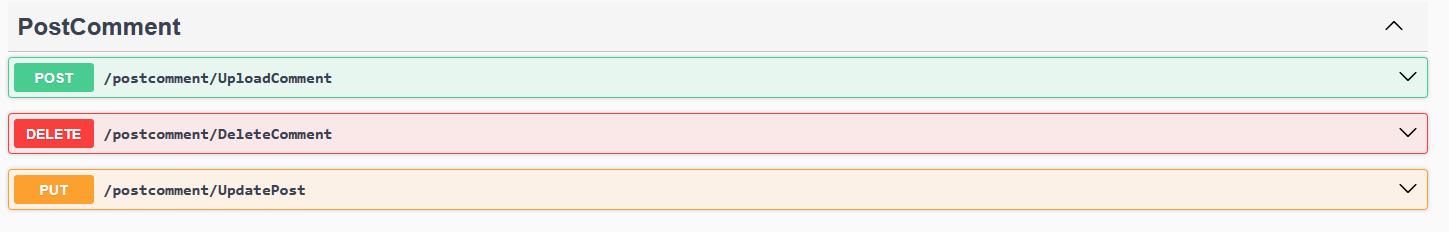 PostComment
POST /postcomment/UploadComment
DELETE /postcomment/DeleteComment
PUT /postcomment/UpdatePost